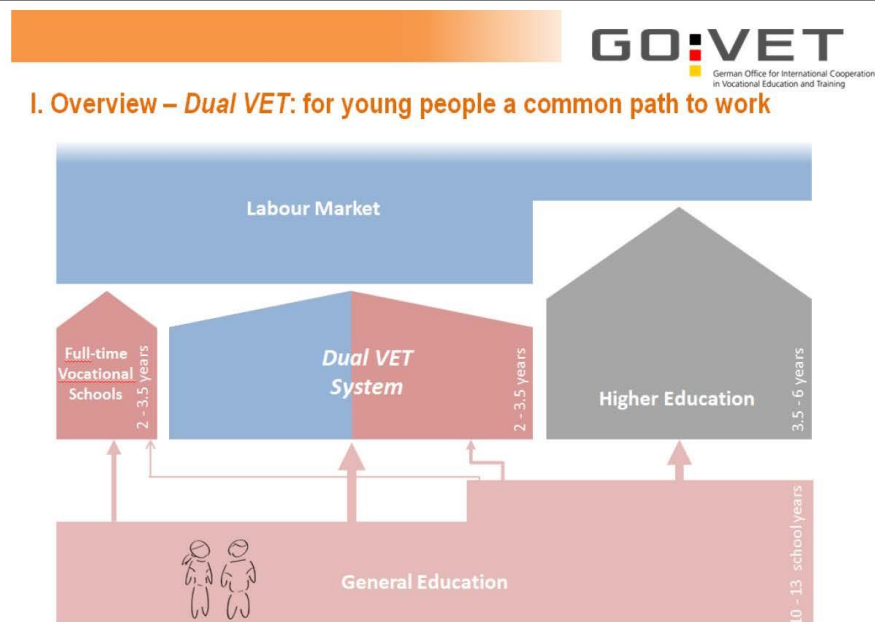 GO:VET
German Office for International Cooperation
in Vocational Education and Training
I. Overview – Dual VET: for young people a common path to work
Labour Market
Full-time
Vocational
Schools
2 - 3.5 years
Dual VET
System
2 - 3.5 years
Higher Education
3.5 - 6 years
General Education
10 - 13 school years